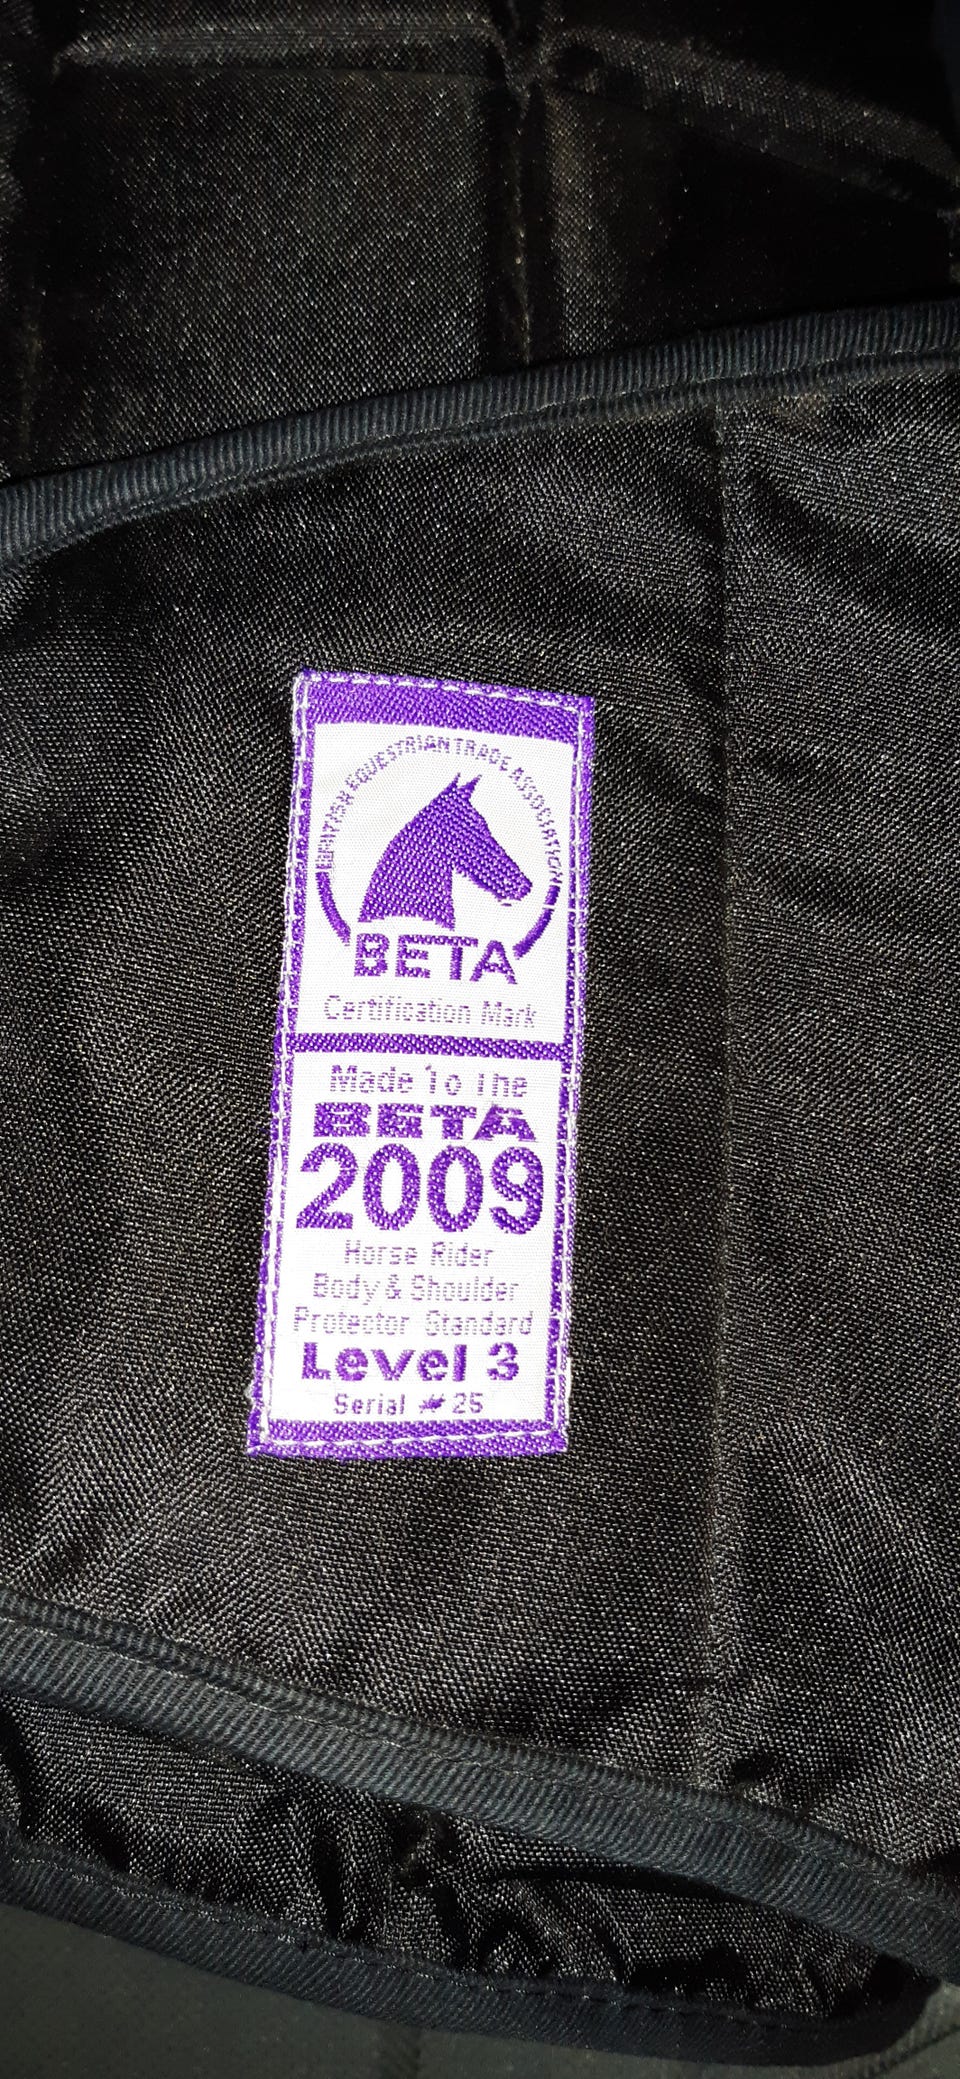 BRITISH EQUESTRIAN TRADE ASSOCIATION
BETA
Certification Mark
Made To The
BETA
2009
Horse Rider
Body & Shoulder
Protector Standard
Level 3
Serial # 25